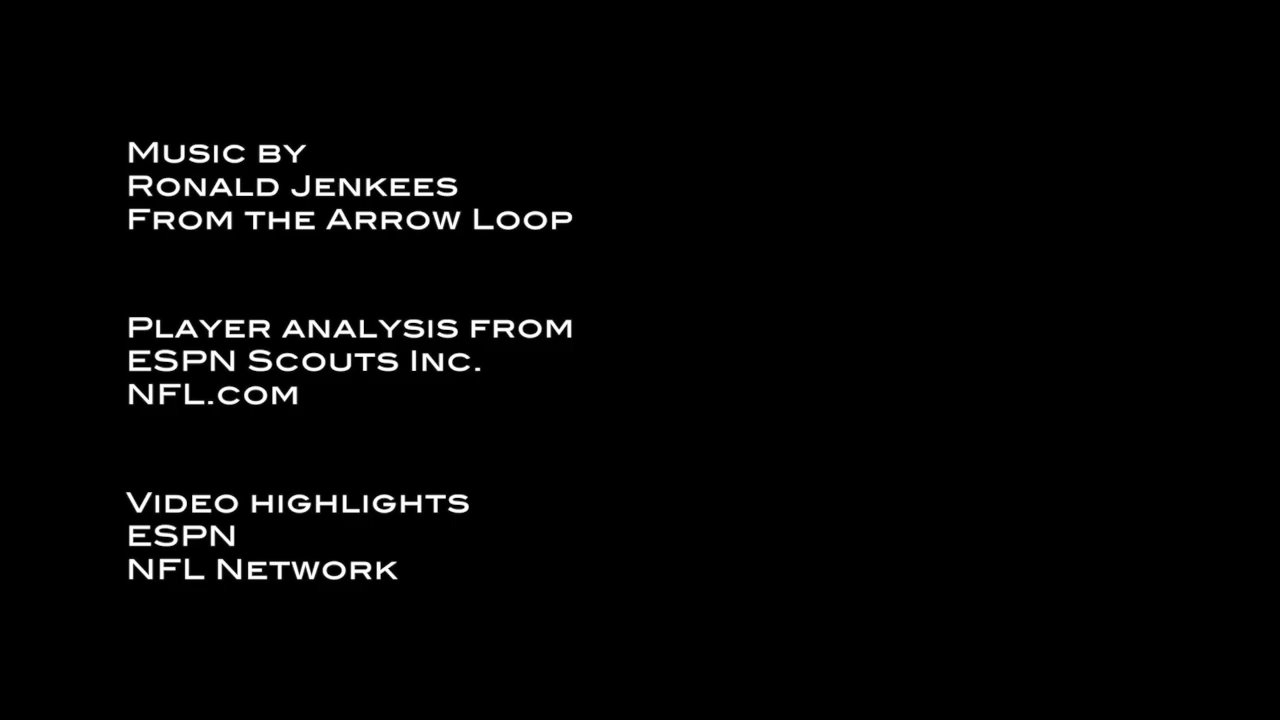 Music by
Ronald Jenkees
From the Arrow Loop
Player analysis from
ESPN Scouts Inc.
NFL.com
Video highlights
ESPN
NFL Network